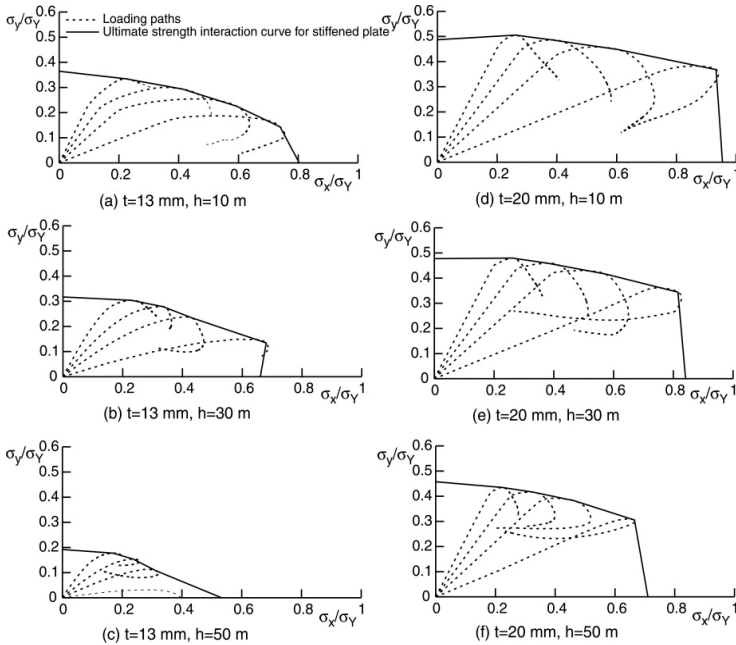 σy/σY
Loading paths
Ultimate strength interaction curve for stiffened plate
0.6
0.5
0.4
0.3
0.2
0.1
0
0 0.2 0.4 0.6 0.8 1
σx/σY
(a) t=13 mm, h=10 m
σy/σY
0.6
0.5
0.4
0.3
0.2
0.1
0
0 0.2 0.4 0.6 0.8 1
σx/σY
(d) t=20 mm, h=10 m
σy/σY
0.6
0.5
0.4
0.3
0.2
0.1
0
0 0.2 0.4 0.6 0.8 1
σx/σY
(b) t=13 mm, h=30 m
σy/σY
0.6
0.5
0.4
0.3
0.2
0.1
0
0 0.2 0.4 0.6 0.8 1
σx/σY
(e) t=20 mm, h=30 m
σy/σY
0.6
0.5
0.4
0.3
0.2
0.1
0
0 0.2 0.4 0.6 0.8 1
σx/σY
(c) t=13 mm, h=50 m
σy/σY
0.6
0.5
0.4
0.3
0.2
0.1
0
0 0.2 0.4 0.6 0.8 1
σx/σY
(f) t=20 mm, h=50 m